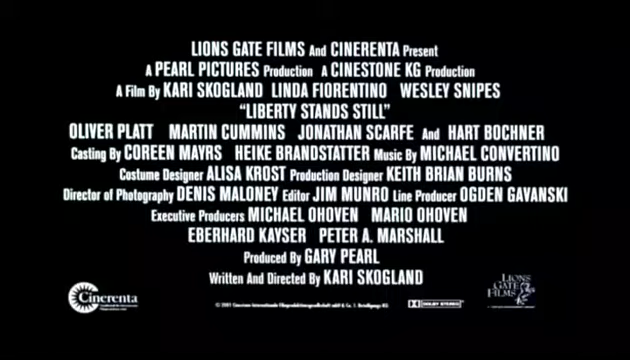 LIONS GATE FILMS And CINERENTA Present
A PEARL PICTURES Production A CINESTONE KG Production
A Film By KARI SKOGLAND LINDA FIORENTINO WESLEY SNIPES
"LIBERTY STANDS STILL"
OLIVER PLATT MARTIN CUMMINS JONATHAN SCARFE And HART BOCHNER
Casting By COREEN MAYRS HEIKE BRANDSTATTER Music By MICHAEL CONVERTINO
Costume Designer ALISA KROST Production Designer KEITH BRIAN BURNS
Director of Photography DENIS MALONEY Editor JIM MUNRO Line Producer OGDEN GAVANSKI
Executive Producers MICHAEL OHOVEN MARIO OHOVEN
EBERHARD KAYSER PETER A. MARSHALL
Produced By GARY PEARL
Written And Directed By KARI SKOGLAND
Cinerenta
© 2001 Cinerenta
DOLBY STEREO
LIONS
GATE
FILMS